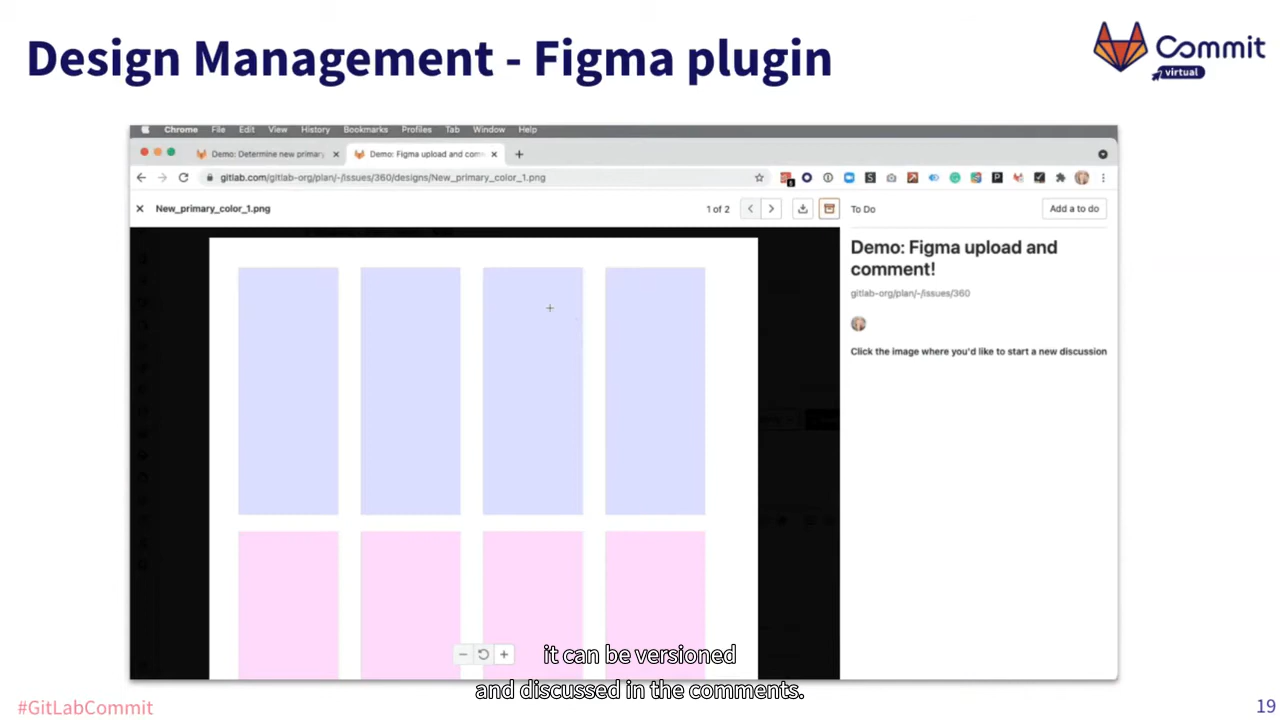 Design Management - Figma plugin
Commit
virtual
Chrome File Edit View History Bookmarks Profiles Tab Window Help
Demo: Determine new primary
Demo: Figma upload and com
gitlab.com/gitlab-org/plan/-/issues/360/designs/New_primary_color_1.png
New_primary_color_1.png
1 of 2
To Do
Add a to do
Demo: Figma upload and
comment!
gitlab-org/plan/-/issues/360
Click the image where you'd like to start a new discussion
it can be versioned
and discussed in the comments.
#GitLabCommit
19